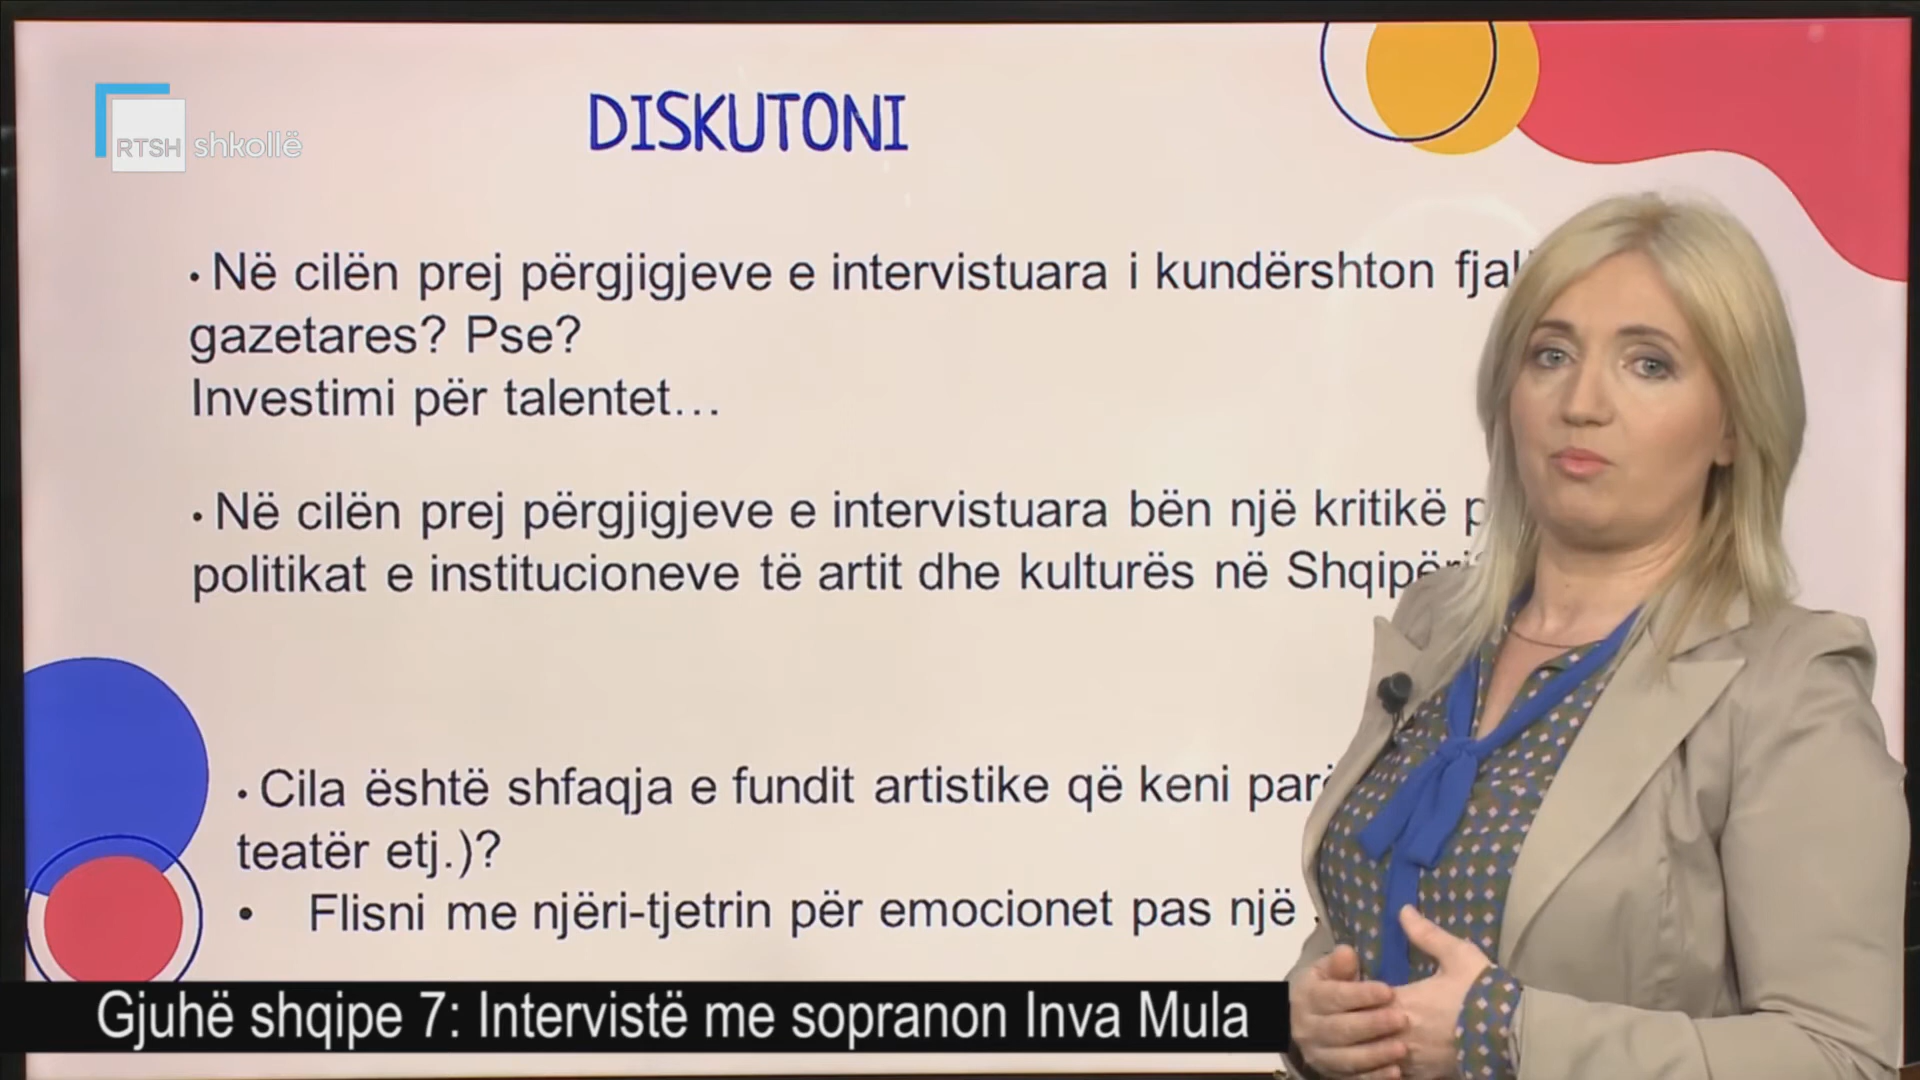 RTSH shkollë
DISKUTONI
• Në cilën prej përgjigjeve e intervistuara i kundërshton
gazetares? Pse?
Investimi për talentet…
• Në cilën prej përgjigjeve e intervistuara bën një kritikë
politikat e institucioneve të artit dhe kulturës në
• Cila është shfaqja e fundit artistike që keni
teatër etj.)?
• Flisni me njëri-tjetrin për emocionet pas një
Gjuhë shqipe 7: Intervistë me sopranon Inva Mula